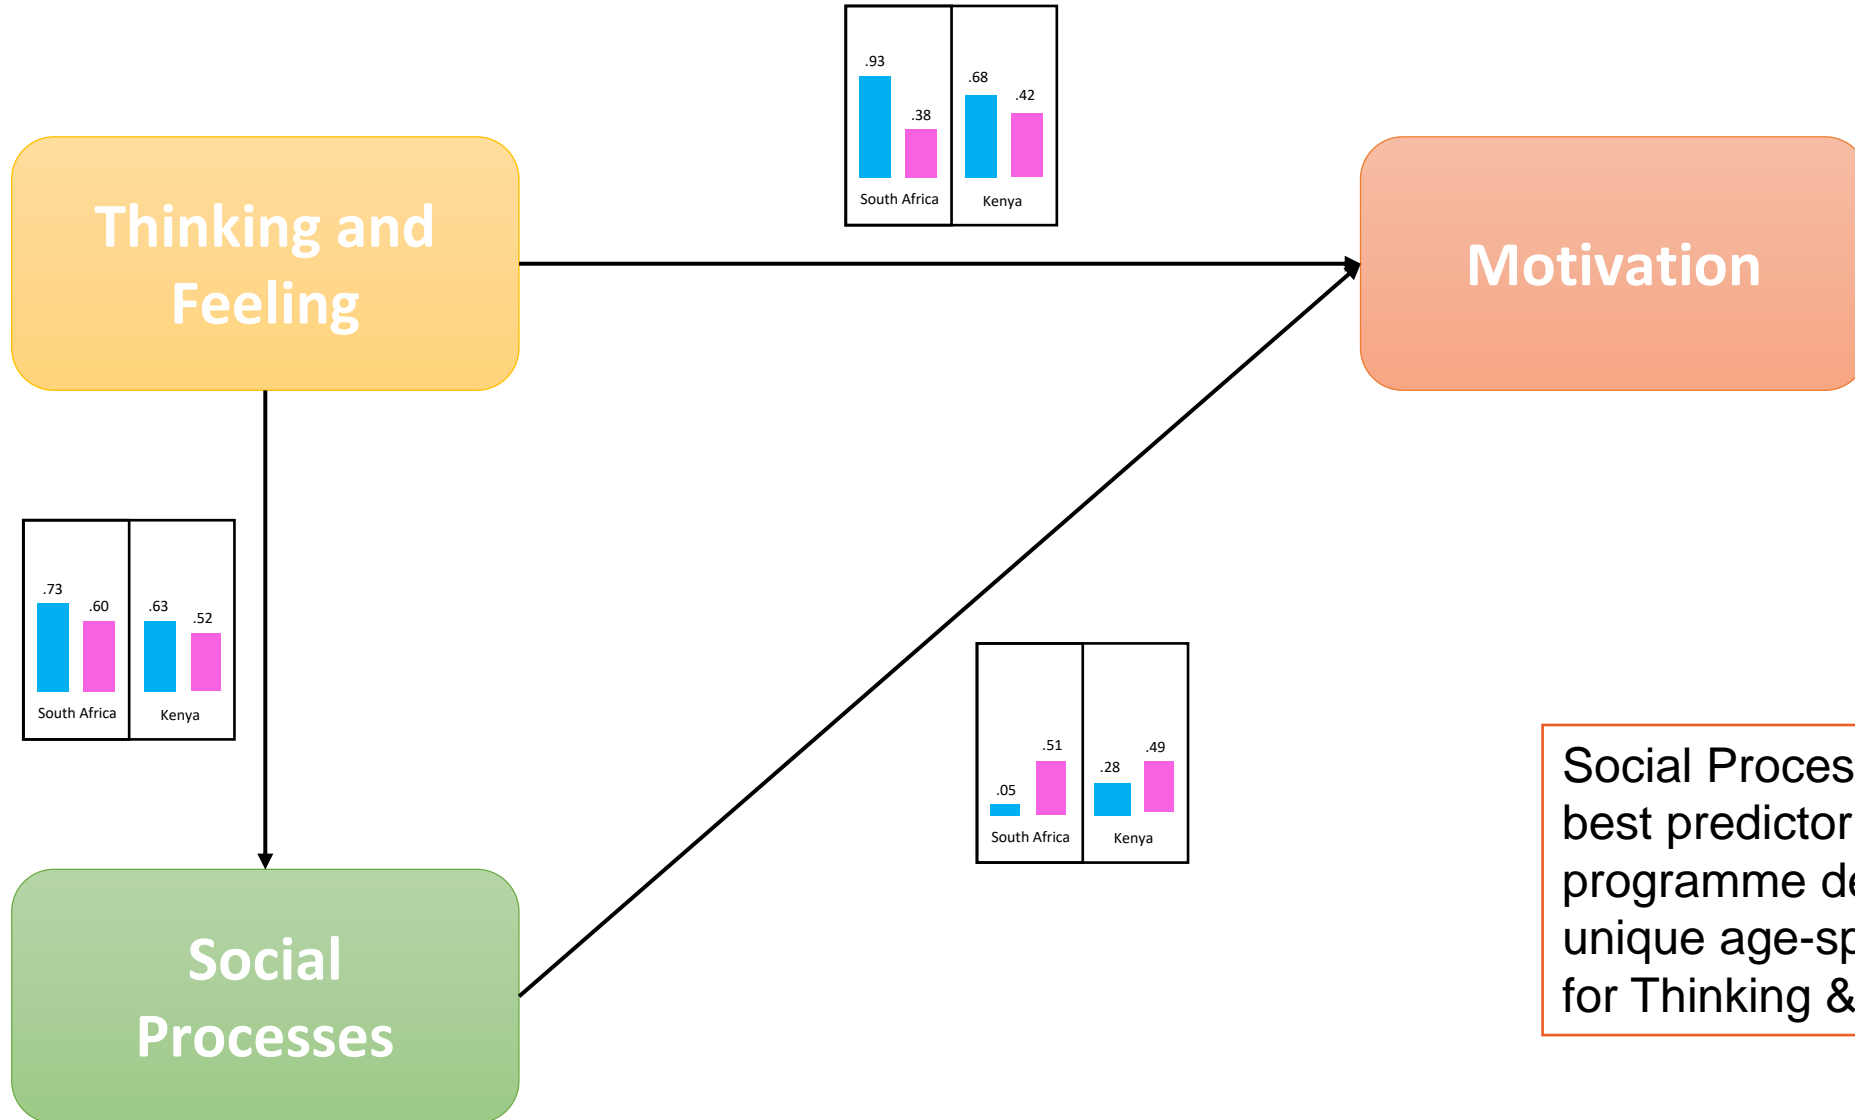 .93
.38
South Africa
.68
.42
Kenya
Thinking and
Feeling
Motivation
.73
.60
South Africa
.63
.52
Kenya
.05
.51
South Africa
.28
.49
Kenya
Social
Processes
Social Proces
best predictor
programme de
unique age-sp
for Thinking &